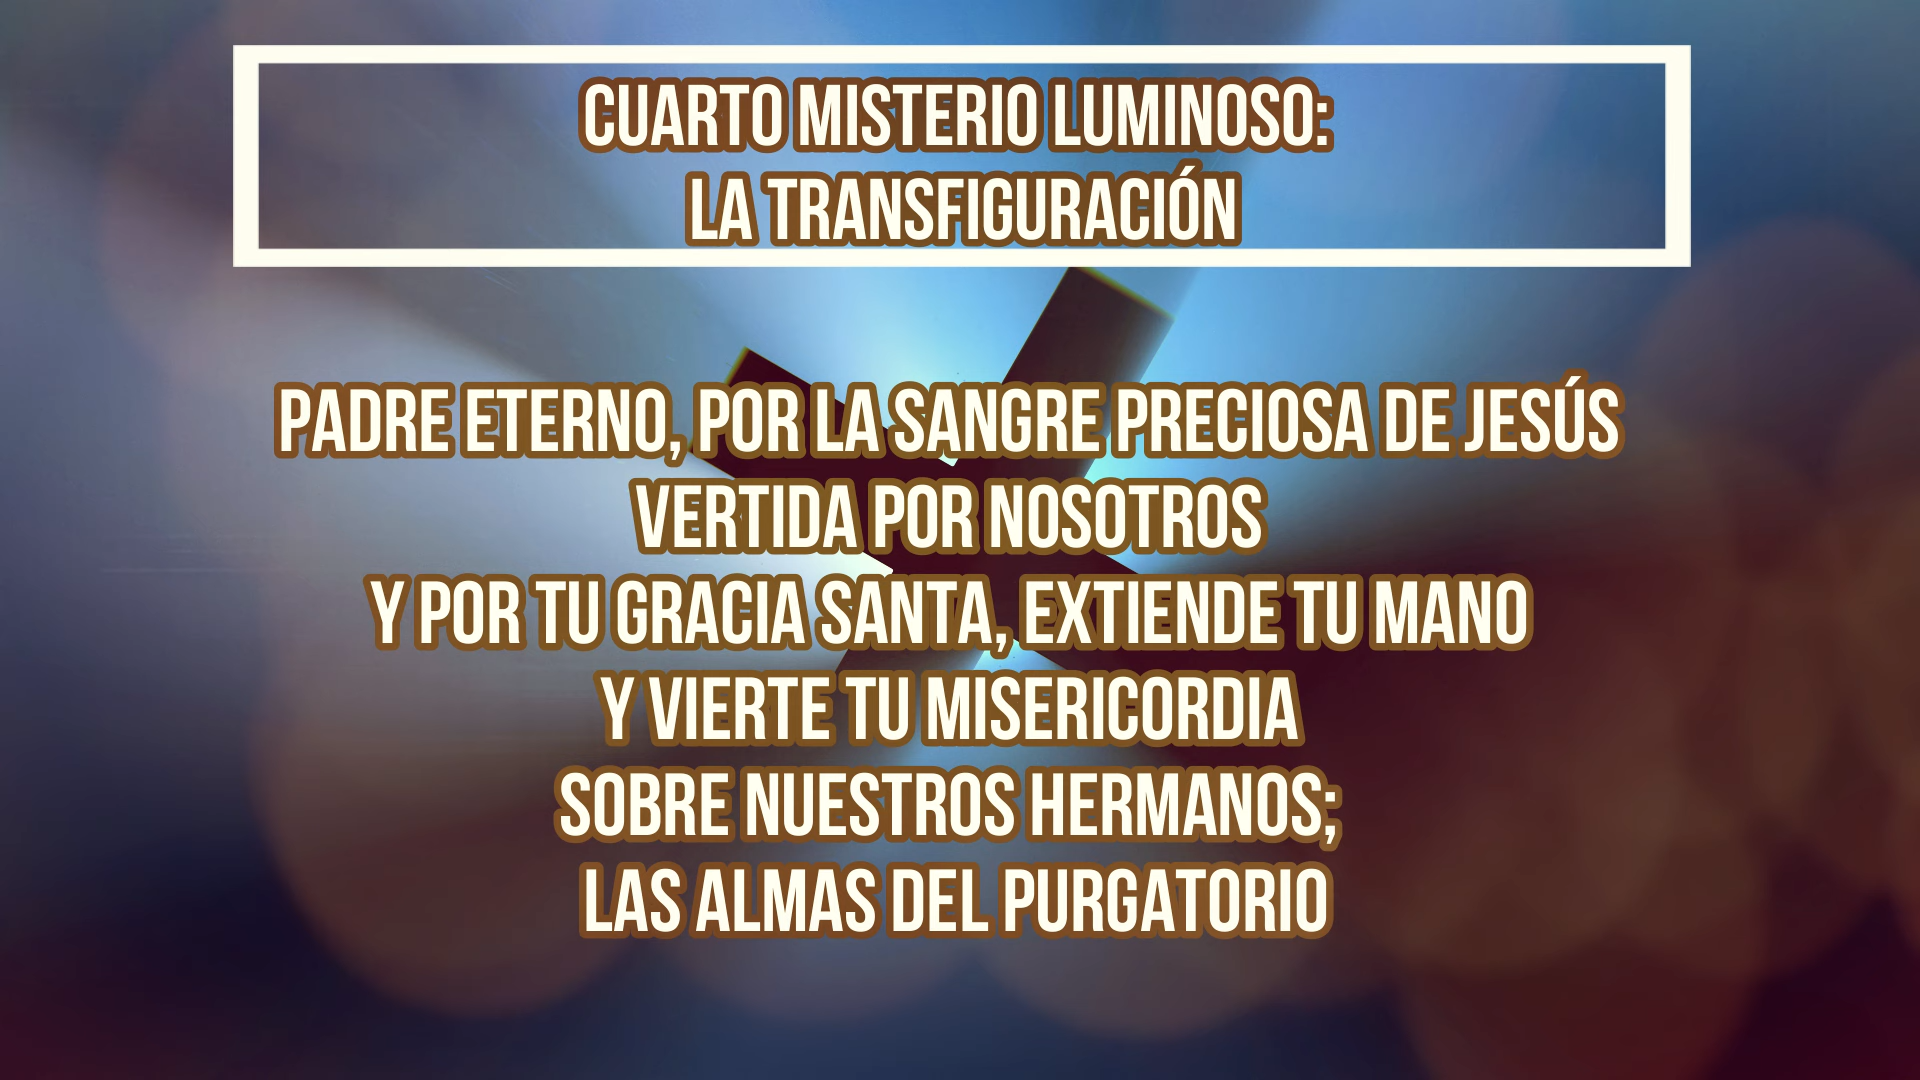 CUARTO MISTERIO LUMINOSO:
LA TRANSFIGURACIÓN
PADRE ETERNO, POR LA SANGRE PRECIOSA DE JESÚS
VERTIDA POR NOSOTROS
Y POR TU GRACIA SANTA, EXTIENDE TU MANO
Y VIERTE TU MISERICORDIA
SOBRE NUESTROS HERMANOS;
LAS ALMAS DEL PURGATORIO